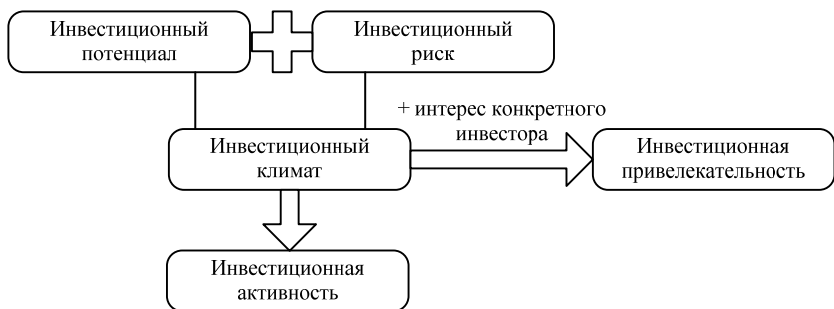 Инвестиционный
потенциал
Инвестиционный
риск
+ интерес конкретного
инвестора
Инвестиционный
климат
Инвестиционная
привелекательность
Инвестиционная
активность